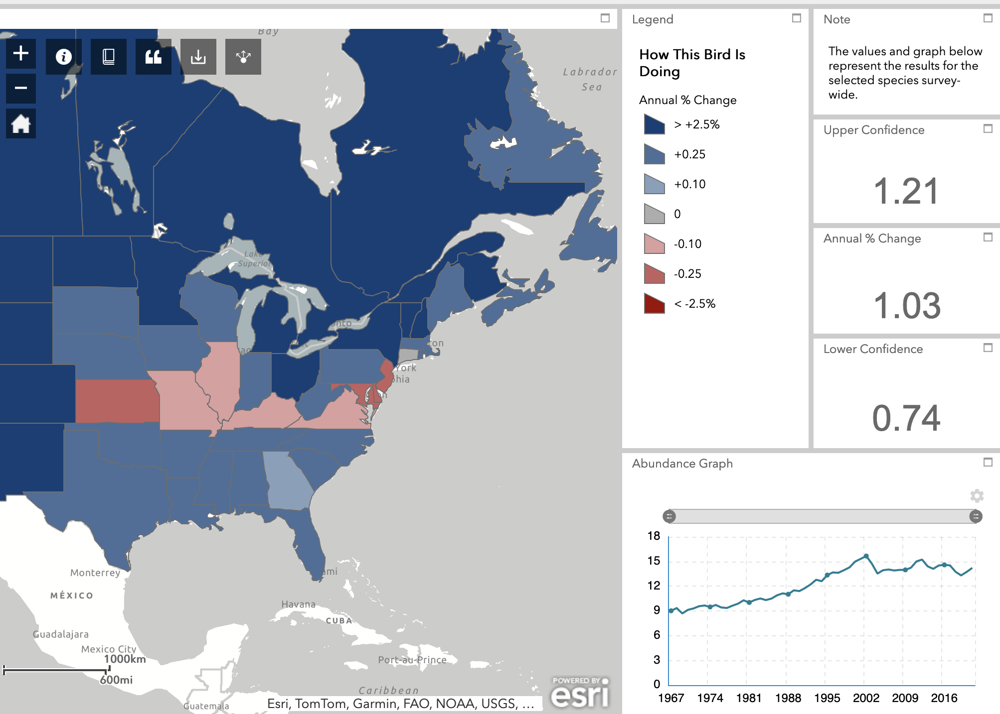 Bay
Labrador
Sea
Lake
Superior
York
Monterrey
MÉXICO
Guadalajara
Mexico City
1000km
600mi
Havana
CUBA
Port-au-Prince
Caribbean
Guatemala
POWERED BY
esri
Esri, TomTom, Garmin, FAO, NOAA, USGS, …
Legend
How This Bird Is
Doing
Annual % Change
> +2.5%
+0.25
+0.10
0
-0.10
-0.25
< -2.5%
Note
The values and graph below
represent the results for the
selected species survey-
wide.
Upper Confidence
1.21
Annual % Change
1.03
Lower Confidence
0.74
Abundance Graph
18
15
12
9
6
3
0
1967 1974 1981 1988 1995 2002 2009 2016